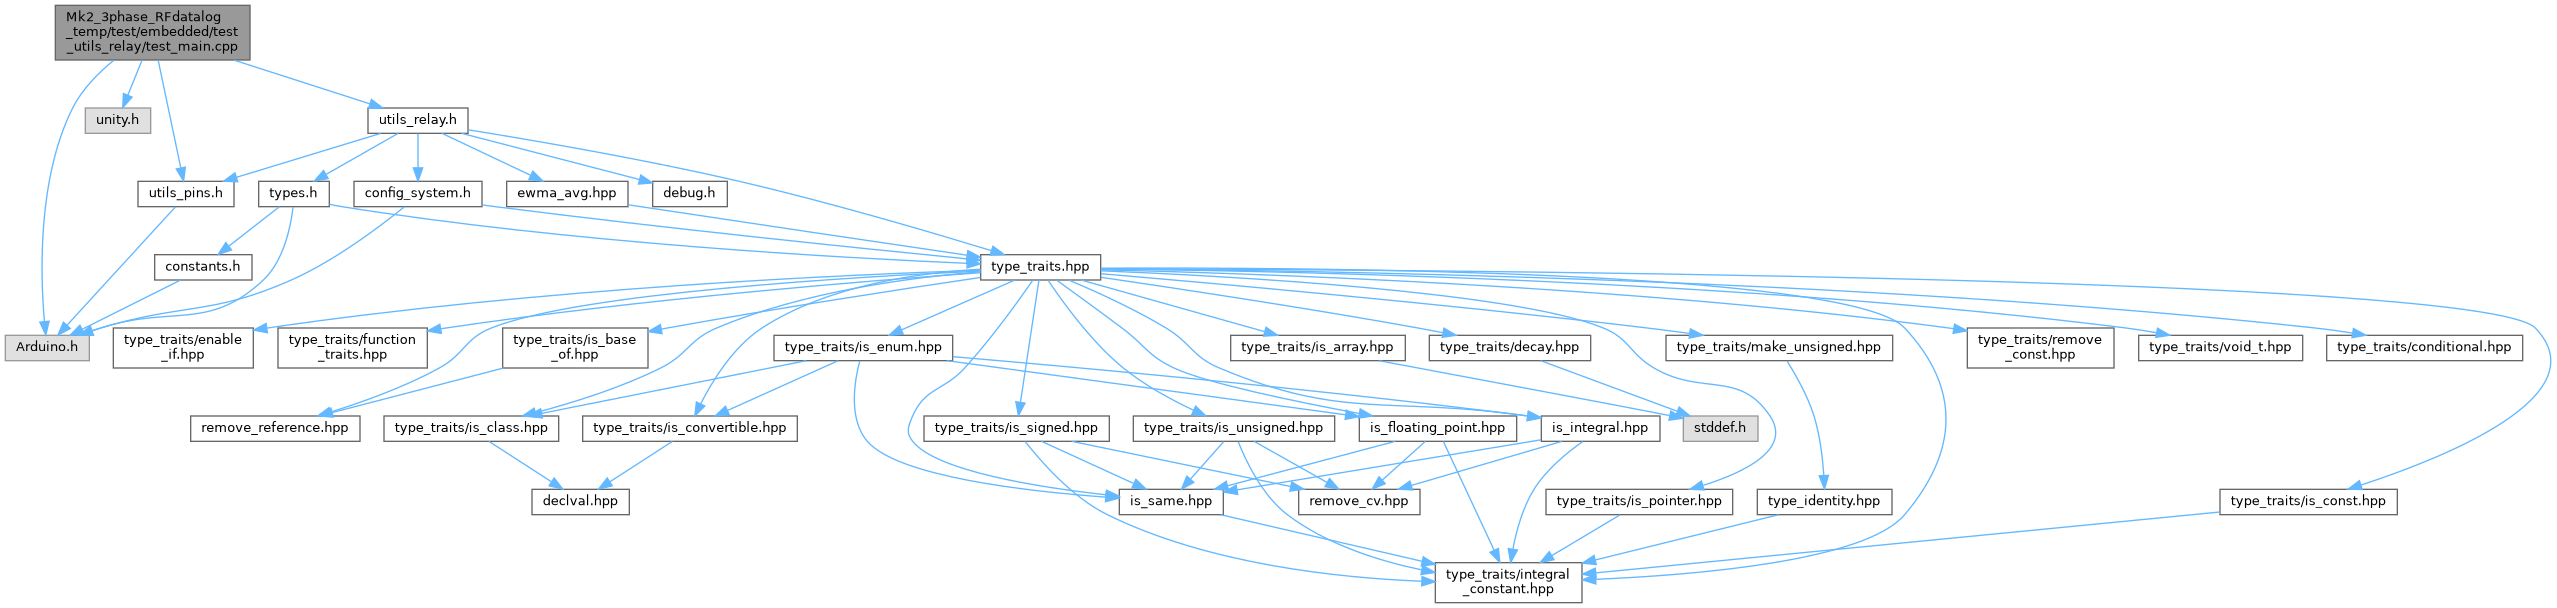 Mk2_3phase_RFdatalog
_temp/test/embedded/test
_utils_relay/test_main.cpp
unity.h
utils_relay.h
utils_pins.h
types.h
config_system.h
ewma_avg.hpp
debug.h
constants.h
type_traits.hpp
Arduino.h
type_traits/enable
_if.hpp
type_traits/function
_traits.hpp
type_traits/is_base
_of.hpp
type_traits/is_enum.hpp
type_traits/is_array.hpp
type_traits/decay.hpp
type_traits/make_unsigned.hpp
type_traits/remove
_const.hpp
type_traits/void_t.hpp
type_traits/conditional.hpp
remove_reference.hpp
type_traits/is_class.hpp
type_traits/is_convertible.hpp
type_traits/is_signed.hpp
type_traits/is_unsigned.hpp
is_floating_point.hpp
is_integral.hpp
stddef.h
declval.hpp
is_same.hpp
remove_cv.hpp
type_traits/is_pointer.hpp
type_identity.hpp
type_traits/is_const.hpp
type_traits/integral
_constant.hpp